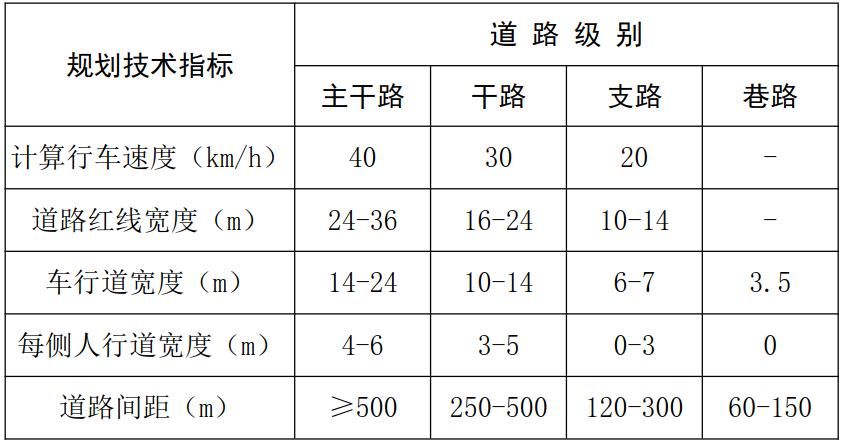 规划技术指标 道 路 级 别
主干路 干路 支路 巷路
计算行车速度（km/h） 40 30 20 -
道路红线宽度（m） 24-36 16-24 10-14 -
车行道宽度（m） 14-24 10-14 6-7 3.5
每侧人行道宽度（m） 4-6 3-5 0-3 0
道路间距（m） ≥500 250-500 120-300 60-150